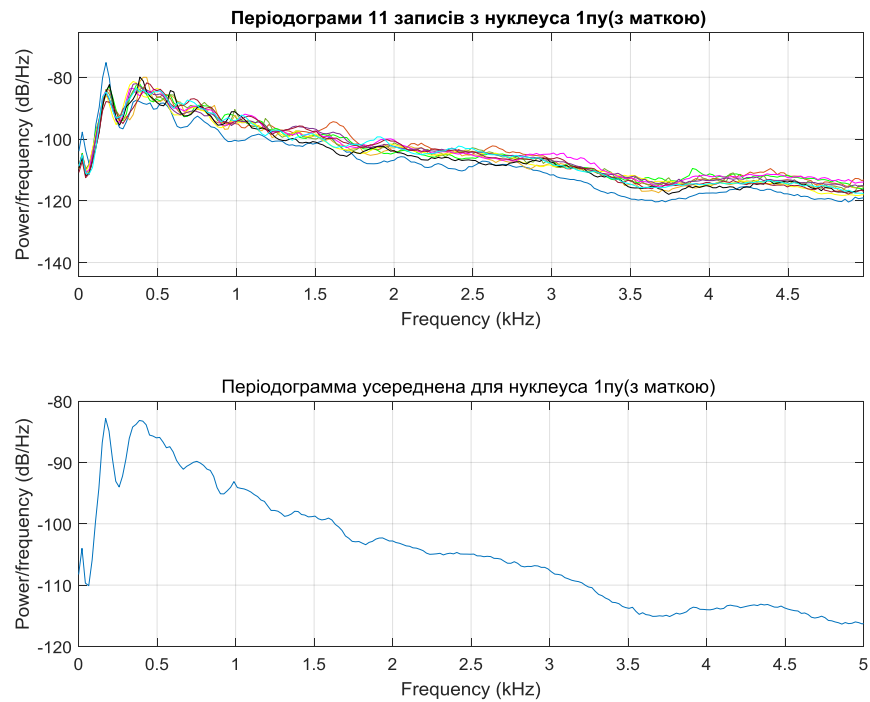 Періодограми 11 записів з нуклеуса 1пу(з маткою)
Power/frequency (dB/Hz)
-80
-100
-120
-140
0 0.5 1 1.5 2 2.5 3 3.5 4 4.5
Frequency (kHz)
Періодограмма усереднена для нуклеуса 1пу(з маткою)
Power/frequency (dB/Hz)
-80
-90
-100
-110
-120
0 0.5 1 1.5 2 2.5 3 3.5 4 4.5 5
Frequency (kHz)